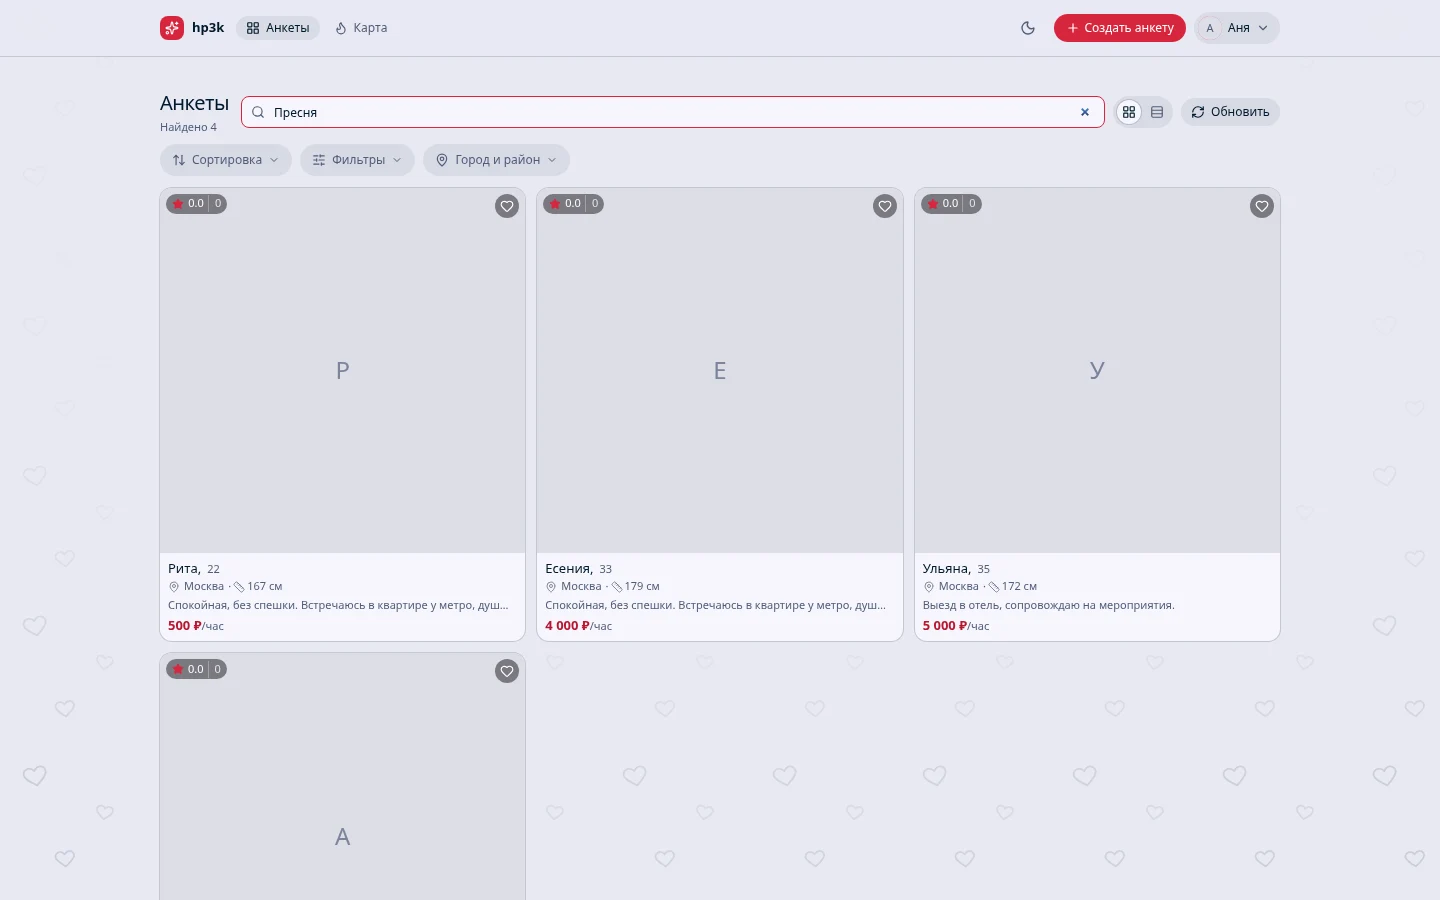 hp3k
Анкеты
Карта
Создать анкету
А
Аня
Анкеты
Найдено 4
Пресня
Обновить
Сортировка
Фильтры
Город и район
0.0 0
0.0 0
0.0 0
Р
Е
У
Рита, 22
Москва · 167 см
Спокойная, без спешки. Встречаюсь в квартире у метро, душ...
500 ₽/час
Есения, 33
Москва · 179 см
Спокойная, без спешки. Встречаюсь в квартире у метро, душ...
4 000 ₽/час
Ульяна, 35
Москва · 172 см
Выезд в отель, сопровождаю на мероприятия.
5 000 ₽/час
0.0 0
А